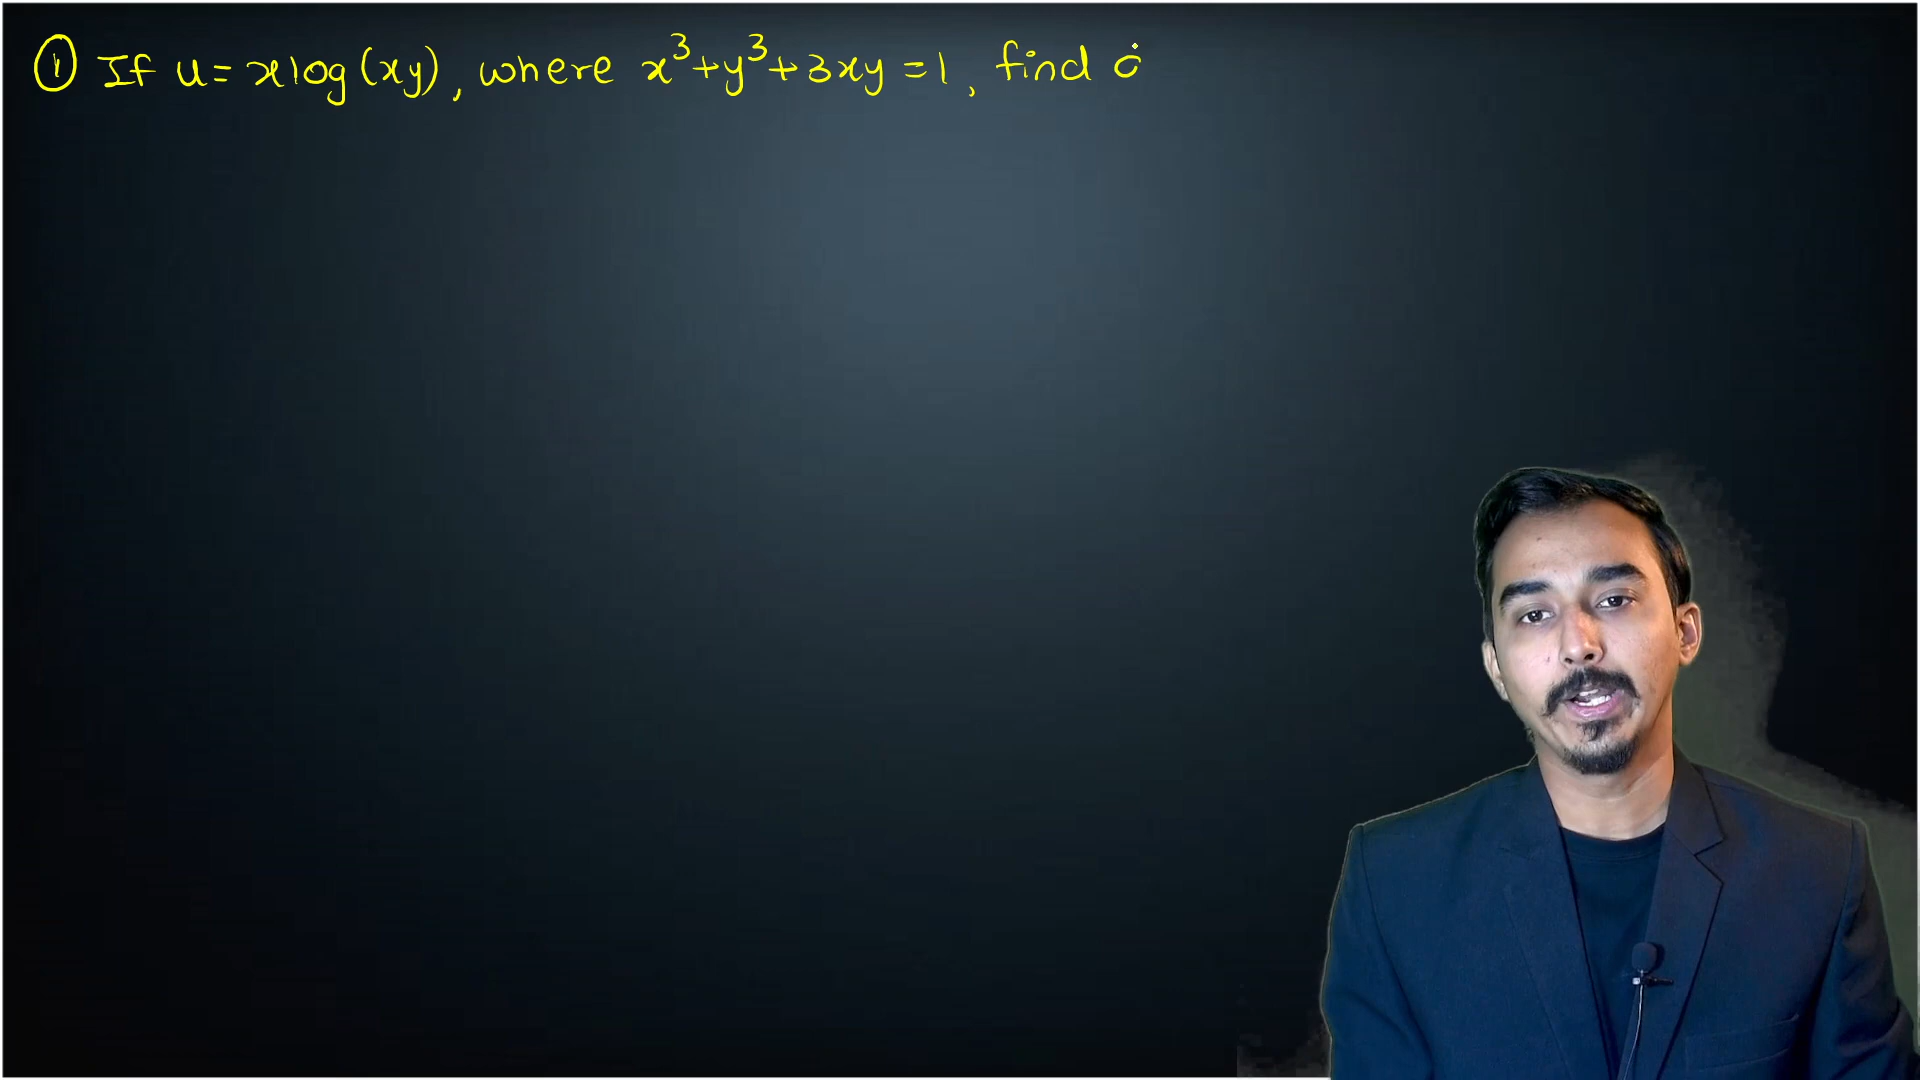 ① If u = x log (xy), where x³+y³+3xy = 1, find